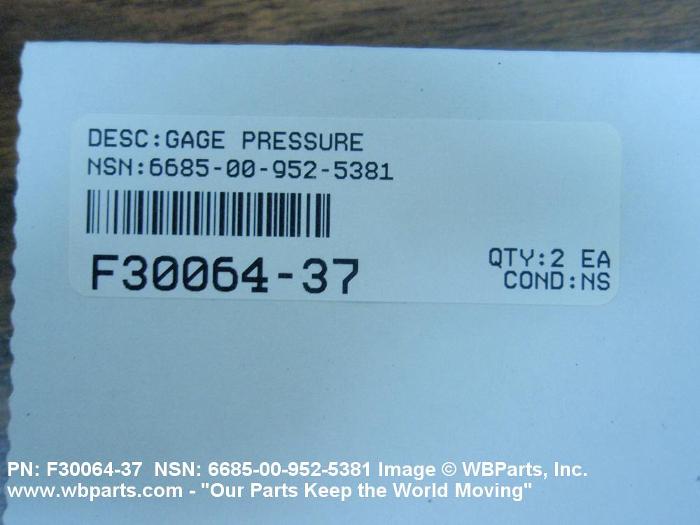 DESC:GAGE PRESSURE
NSN:6685-00-952-5381
F30064-37
QTY:2 EA
COND:NS
PN: F30064-37 NSN: 6685-00-952-5381 Image © WBParts, Inc.
www.wbparts.com - "Our Parts Keep the World Moving"